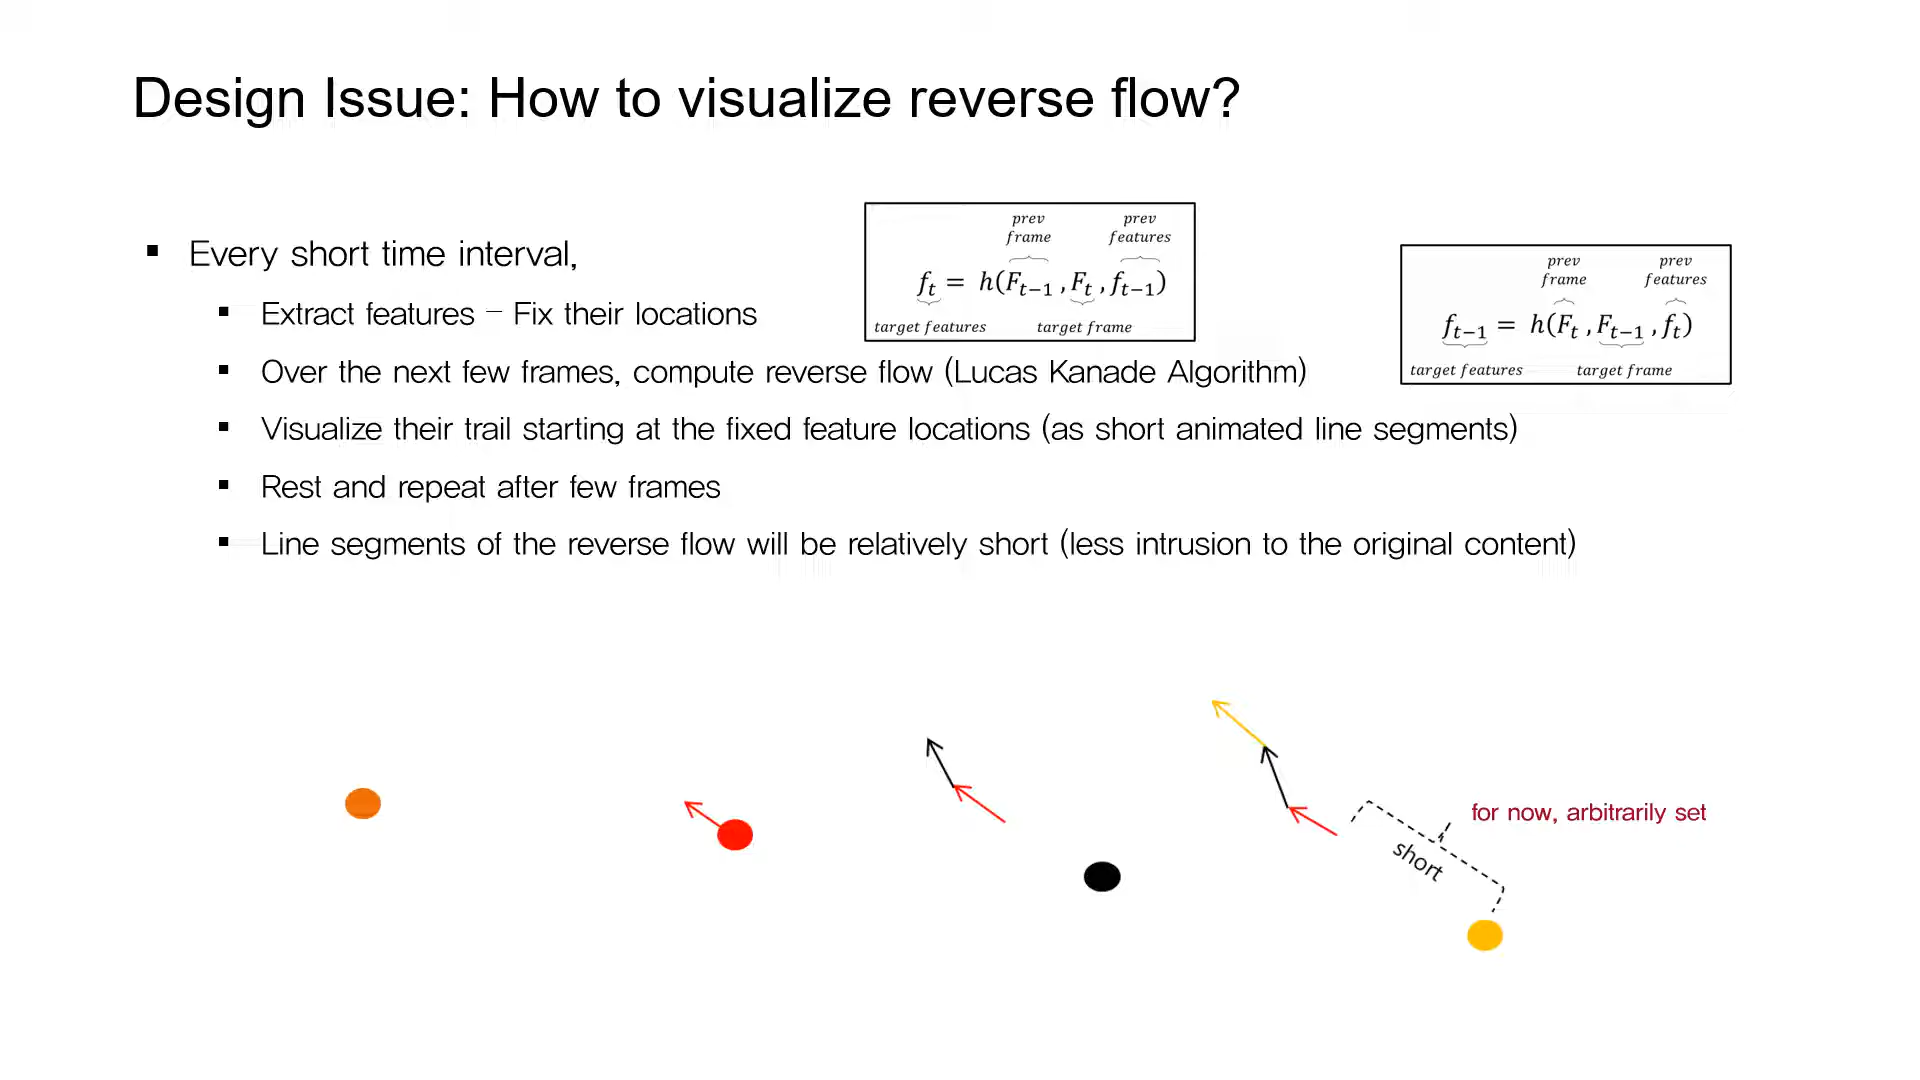 Design Issue: How to visualize reverse flow?
▪ Every short time interval,
▪ Extract features – Fix their locations
▪ Over the next few frames, compute reverse flow (Lucas Kanade Algorithm)
▪ Visualize their trail starting at the fixed feature locations (as short animated line segments)
▪ Rest and repeat after few frames
▪ Line segments of the reverse flow will be relatively short (less intrusion to the original content)
prev prev
frame features
f_t = h(F_{t−1}, F_t, f_{t−1})
target features target frame
prev prev
frame features
f_{t−1} = h(F_t, F_{t−1}, f_t)
target features target frame
for now, arbitrarily set
short